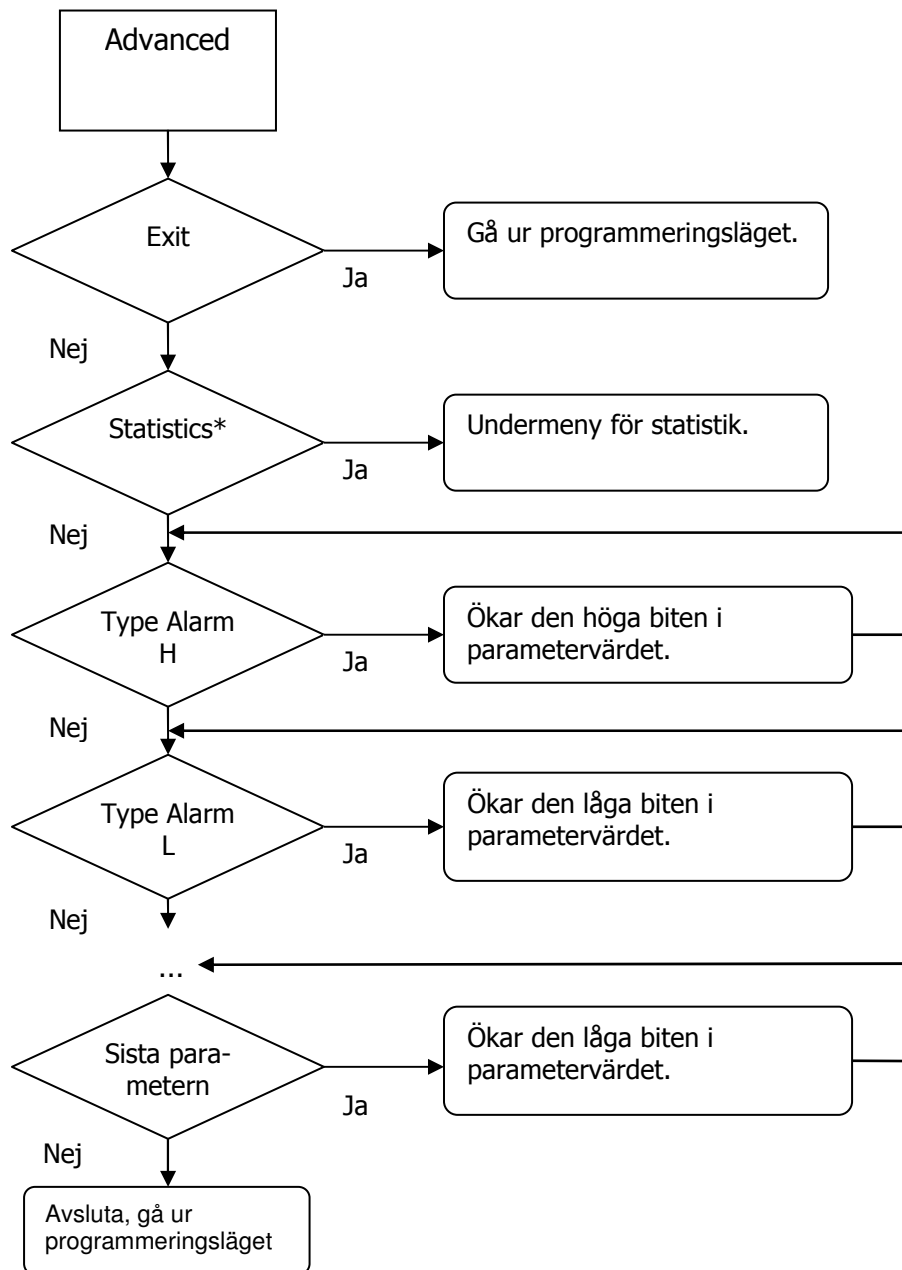 Advanced
Exit
Gå ur programmeringsläget.
Ja
Nej
Statistics*
Undermeny för statistik.
Ja
Nej
Type Alarm
H
Ökar den höga biten i
parametervärdet.
Ja
Nej
Type Alarm
L
Ökar den låga biten i
parametervärdet.
Ja
Nej
...
Sista para-
metern
Ökar den låga biten i
parametervärdet.
Ja
Nej
Avsluta, gå ur
programmeringsläget